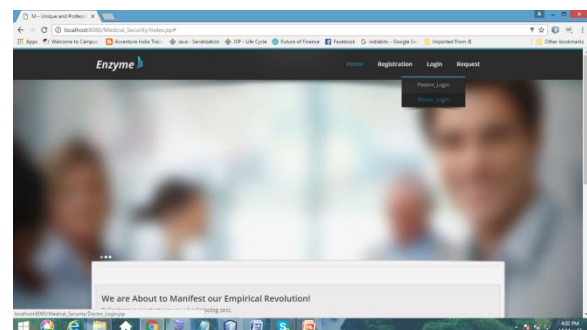 M – Unique and Profess
localhost:8080/Medical_Security/Index.jsp#
Apps Welcome to Campus Accenture India Train Java - Serialization JSP - Life Cycle Future of Finance Facebook Indiabix - Google Se Imported From IE Other bookmarks
Enzyme
Home Registration Login Request
Patient_Login
Doctor_Login
We are About to Manifest our Empirical Revolution!
localhost:8080/Medical_Security/Doctor_Login.jsp
4:02 PM